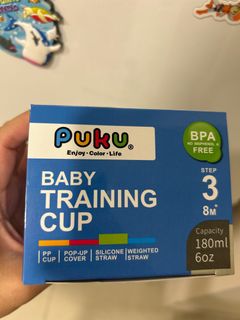 PUKU®
Enjoy · Color · Life
BPA
NO BISPHENOL A
FREE
BABY
TRAINING
CUP
STEP
3
8M+
Capacity
180ml
6oz
PP CUP
POP-UP COVER
SILICONE STRAW
WEIGHTED STRAW